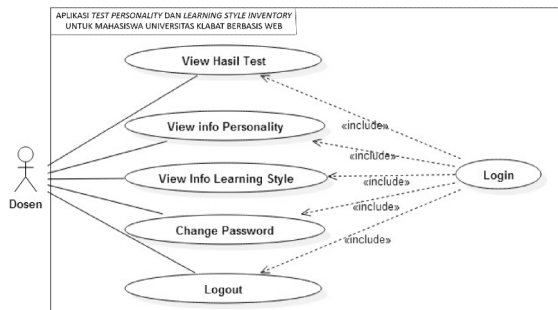 APLIKASI TEST PERSONALITY DAN LEARNING STYLE INVENTORY
UNTUK MAHASISWA UNIVERSITAS KLABAT BERBASIS WEB
View Hasil Test
«include»
View info Personality
«include»
View Info Learning Style
«include»
Login
Dosen
«include»
Change Password
«include»
Logout